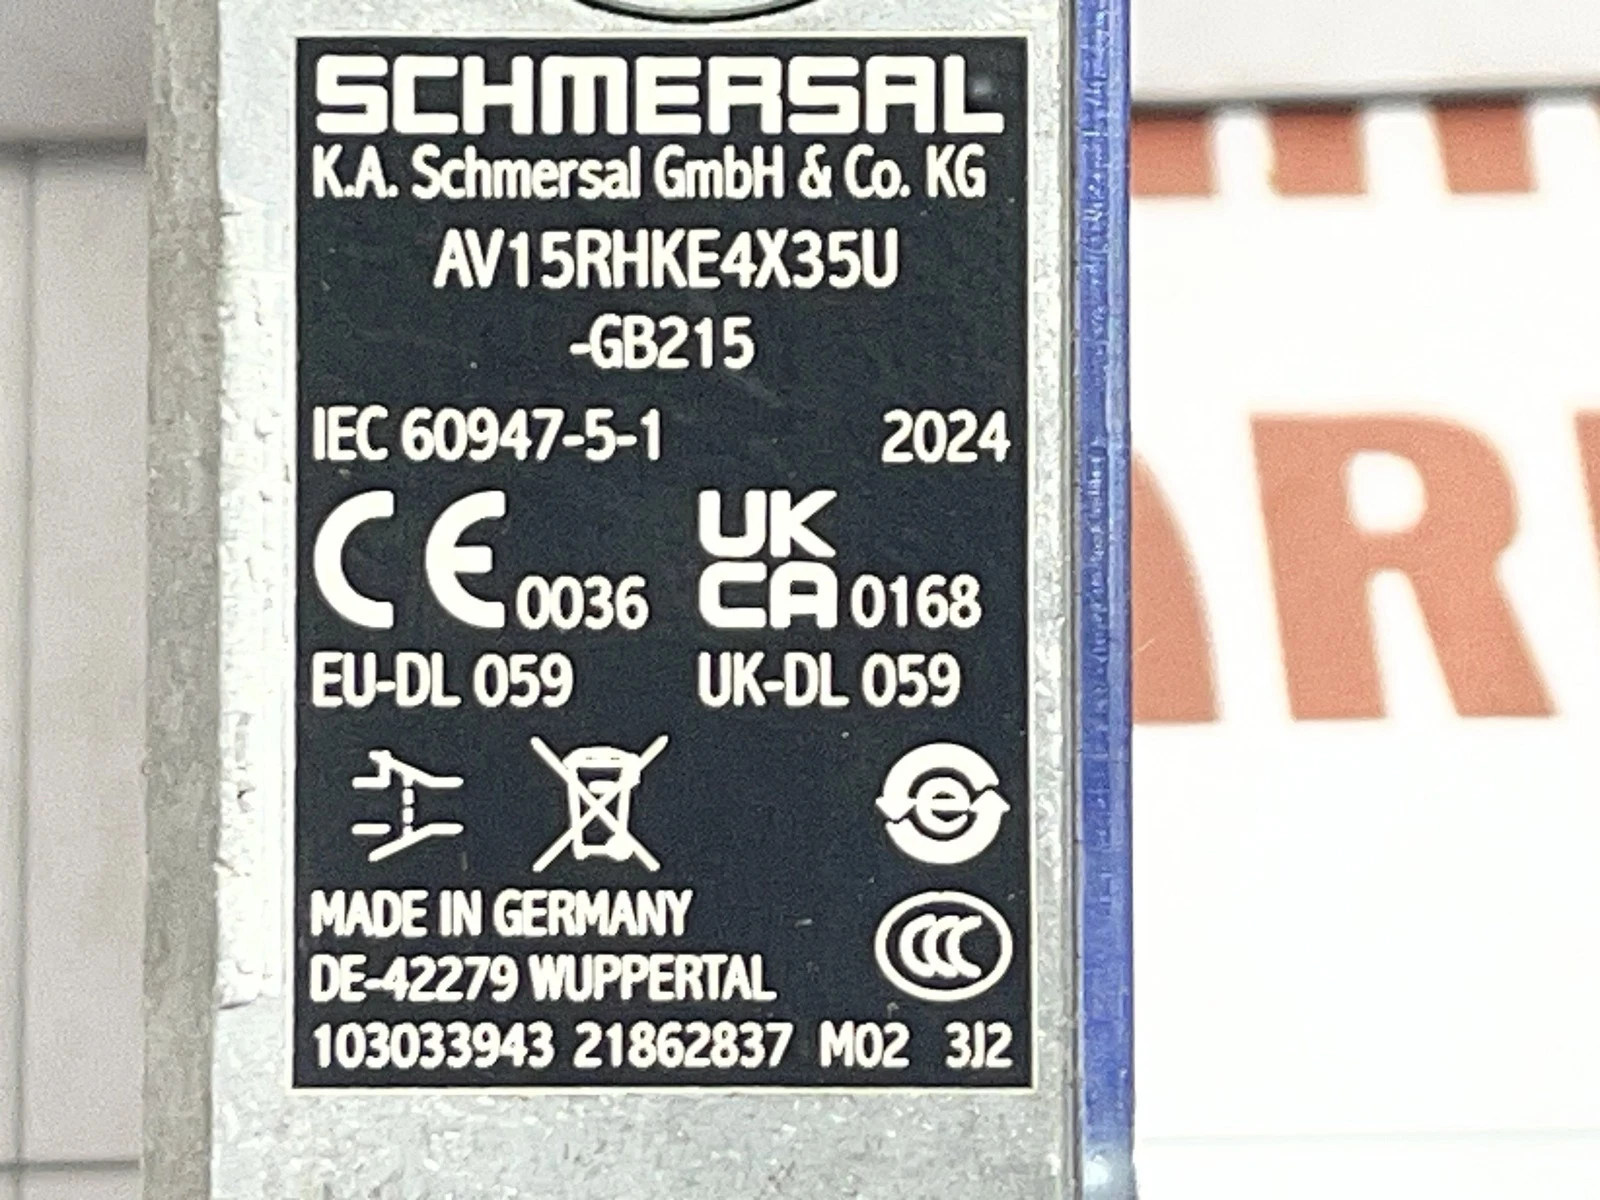 SCHMERSAL
K.A. Schmersal GmbH & Co. KG
AV15RHKE4X35U
-GB215
IEC 60947-5-1 2024
CE 0036 UK CA 0168
EU-DL 059 UK-DL 059
e
MADE IN GERMANY
CCC
DE-42279 WUPPERTAL
103033943 21862837 M02 3J2